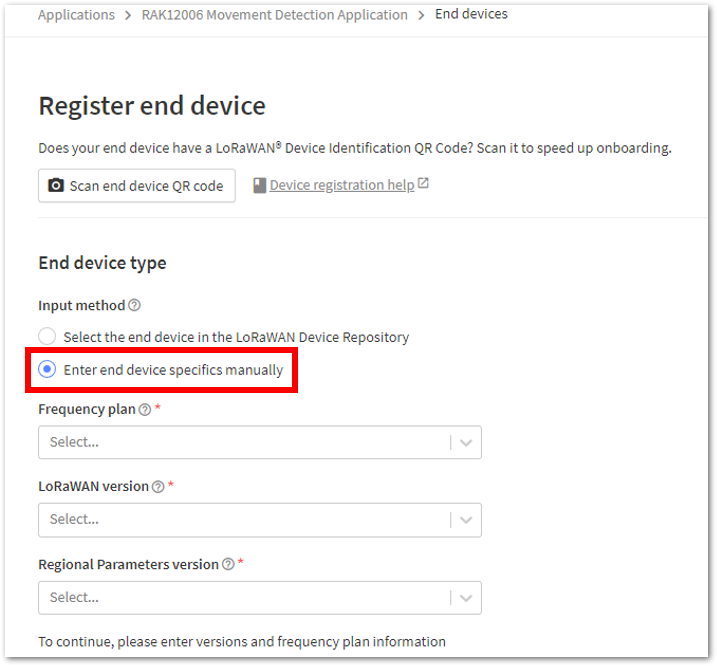 Applications > RAK12006 Movement Detection Application > End devices
Register end device
Does your end device have a LoRaWAN® Device Identification QR Code? Scan it to speed up onboarding.
Scan end device QR code Device registration help
End device type
Input method
Select the end device in the LoRaWAN Device Repository
Enter end device specifics manually
Frequency plan *
Select...
LoRaWAN version *
Select...
Regional Parameters version *
Select...
To continue, please enter versions and frequency plan information